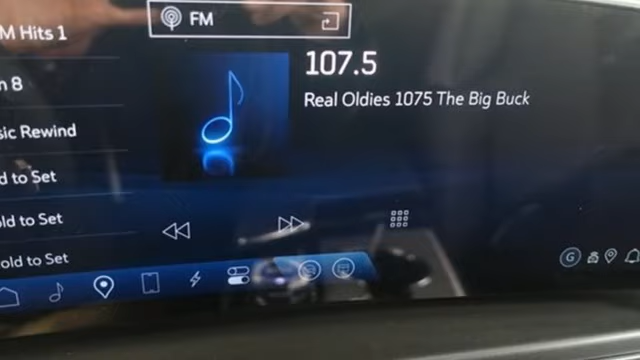 FM
M Hits 1
107.5
n 8
Real Oldies 1075 The Big Buck
sic Rewind
d to Set
old to Set
old to Set
G